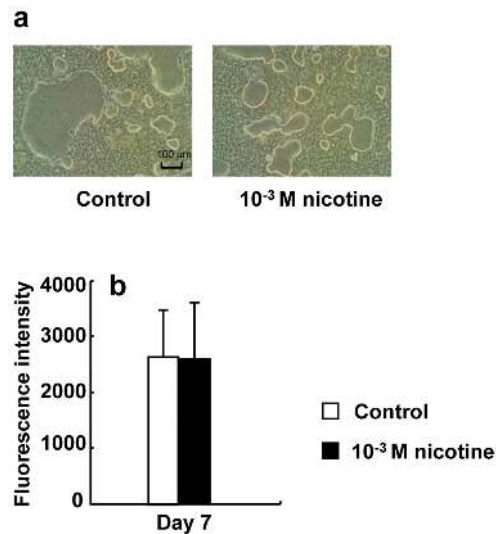 a
100 μm
Control
10⁻³ M nicotine
b
Fluorescence intensity
4000
3000
2000
1000
0
Day 7
Control
10⁻³ M nicotine